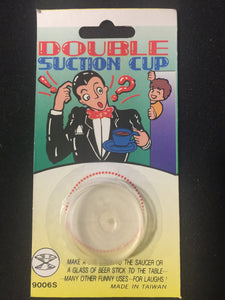 DOUBLE
SUCTION CUP
! ?
MAKE A TO THE SAUCER OR
A GLASS OF BEER STICK TO THE TABLE-
MANY OTHER FUNNY USES - FOR LAUGHS!
9006S
MADE IN TAIWAN